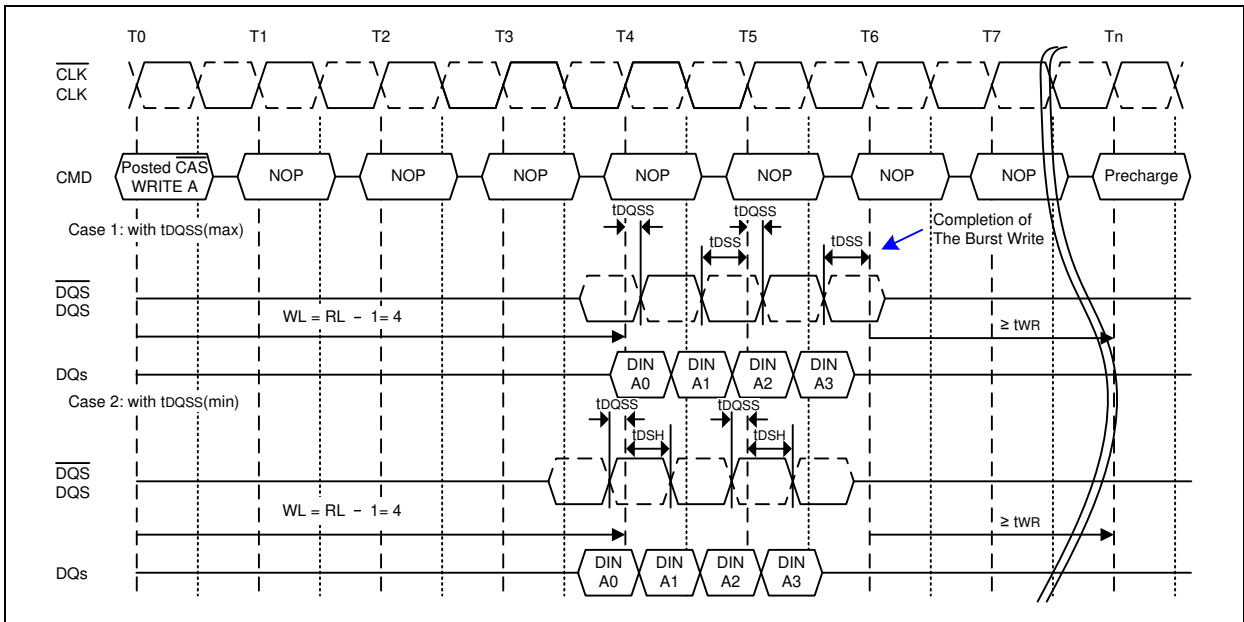 T0 T1 T2 T3 T4 T5 T6 T7 Tn
CLK
CLK
CMD
Posted CAS
WRITE A
NOP NOP NOP NOP NOP NOP NOP Precharge
Case 1: with tDQSS(max)
tDQSS tDQSS
tDSS tDSS
Completion of
The Burst Write
DQS
DQS
WL = RL − 1= 4
≥ tWR
DQs
DIN
A0
DIN
A1
DIN
A2
DIN
A3
Case 2: with tDQSS(min)
tDQSS tDQSS
tDSH tDSH
DQS
DQS
WL = RL − 1= 4
≥ tWR
DQs
DIN
A0
DIN
A1
DIN
A2
DIN
A3